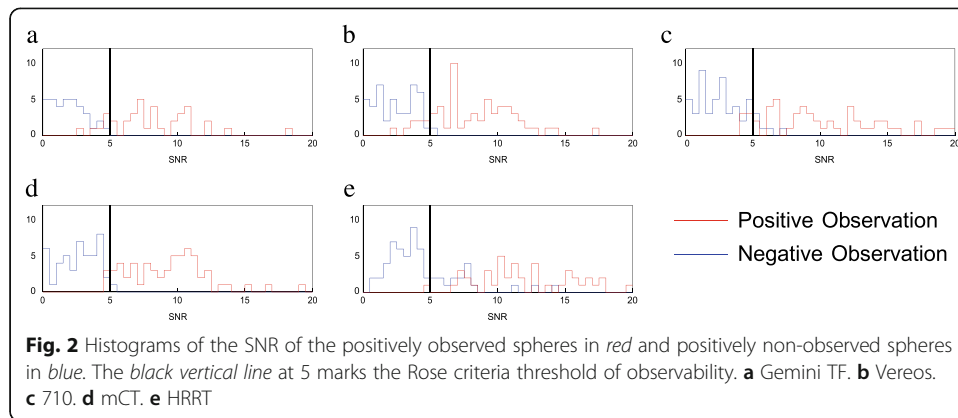 a
b
c
10
5
0
0 5 10 15 20
SNR
10
5
0
0 5 10 15 20
SNR
10
5
0
0 5 10 15 20
SNR
d
e
10
5
0
0 5 10 15 20
SNR
10
5
0
0 5 10 15 20
SNR
Positive Observation
Negative Observation
Fig. 2 Histograms of the SNR of the positively observed spheres in red and positively non-observed spheres
in blue. The black vertical line at 5 marks the Rose criteria threshold of observability. a Gemini TF. b Vereos.
c 710. d mCT. e HRRT